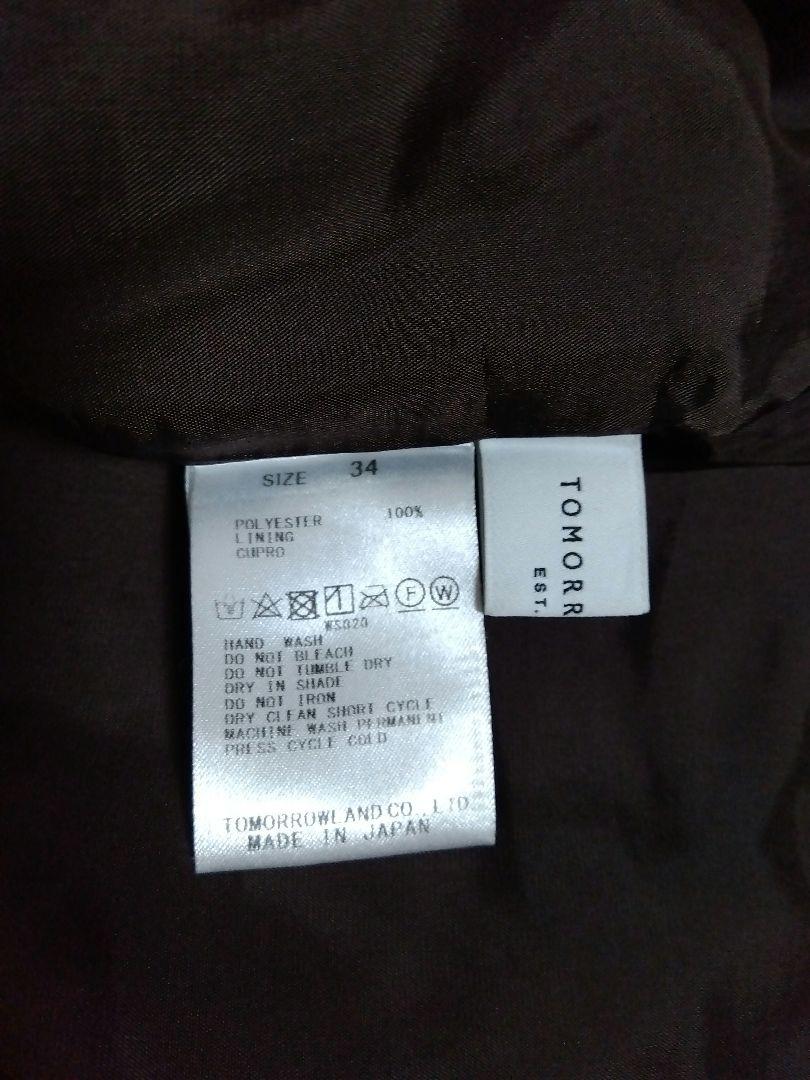 SIZE 34
POLYESTER 100%
LINING
CUPRO
F W
WS020
HAND WASH
DO NOT BLEACH
DO NOT TUMBLE DRY
DRY IN SHADE
DO NOT IRON
DRY CLEAN SHORT CYCLE
MACHINE WASH PERMANENT
PRESS CYCLE COLD
TOMORROWLAND CO., LTD
MADE IN JAPAN
TOMORR
EST.